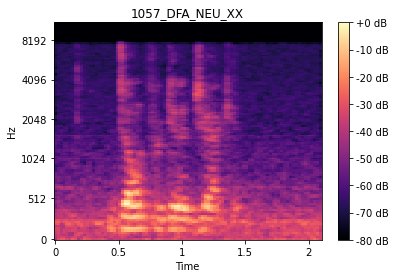 1057_DFA_NEU_XX
8192
4096
2048
1024
512
0
Hz
0
0.5
1
1.5
2
Time
+0 dB
-10 dB
-20 dB
-30 dB
-40 dB
-50 dB
-60 dB
-70 dB
-80 dB